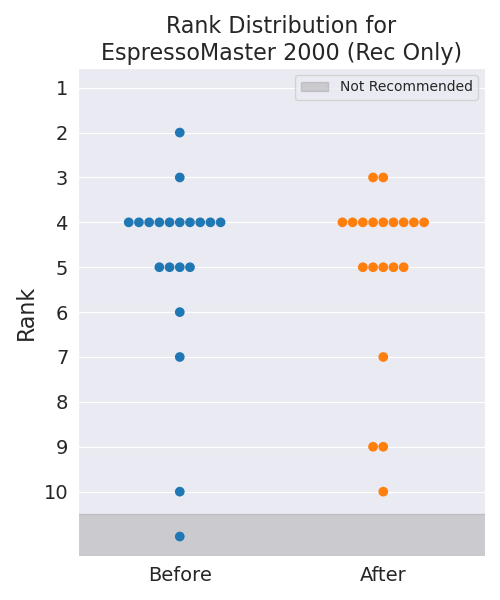 Rank Distribution for
EspressoMaster 2000 (Rec Only)
Not Recommended
1
2
3
4
5
6
7
8
9
10
Rank
Before
After